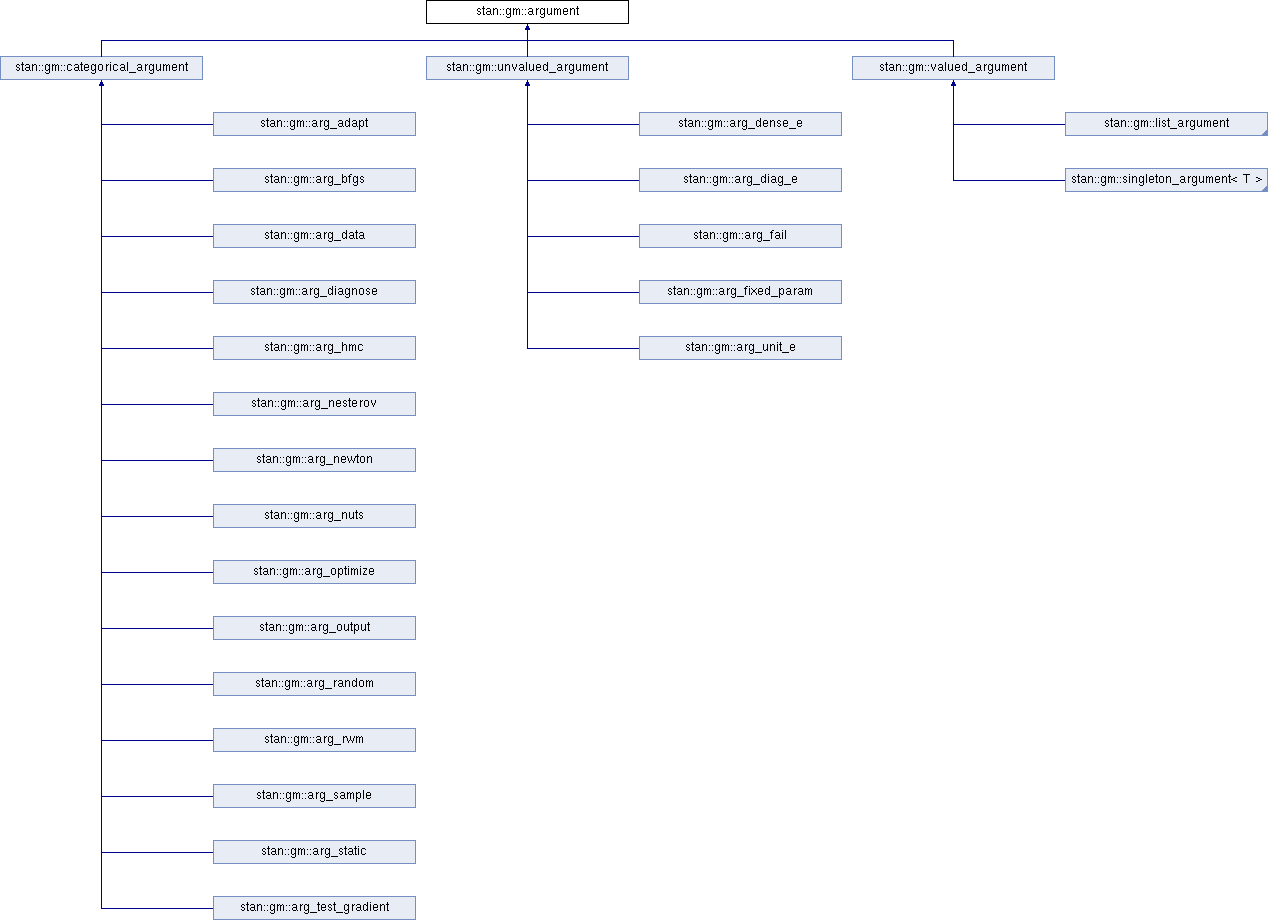 stan::gm::argument
stan::gm::categorical_argument
stan::gm::unvalued_argument
stan::gm::valued_argument
stan::gm::arg_adapt
stan::gm::arg_dense_e
stan::gm::list_argument
stan::gm::arg_bfgs
stan::gm::arg_diag_e
stan::gm::singleton_argument< T >
stan::gm::arg_data
stan::gm::arg_fail
stan::gm::arg_diagnose
stan::gm::arg_fixed_param
stan::gm::arg_hmc
stan::gm::arg_unit_e
stan::gm::arg_nesterov
stan::gm::arg_newton
stan::gm::arg_nuts
stan::gm::arg_optimize
stan::gm::arg_output
stan::gm::arg_random
stan::gm::arg_rwm
stan::gm::arg_sample
stan::gm::arg_static
stan::gm::arg_test_gradient